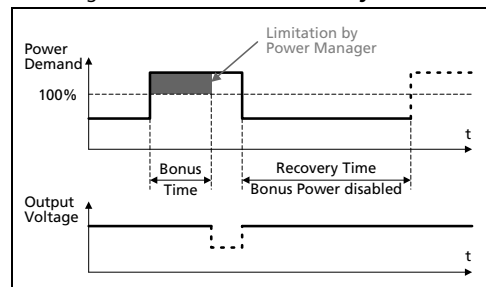 Limitation by
Power Manager
Power
Demand
100%
t
Bonus
Time
Recovery Time
Bonus Power disabled
Output
Voltage
t